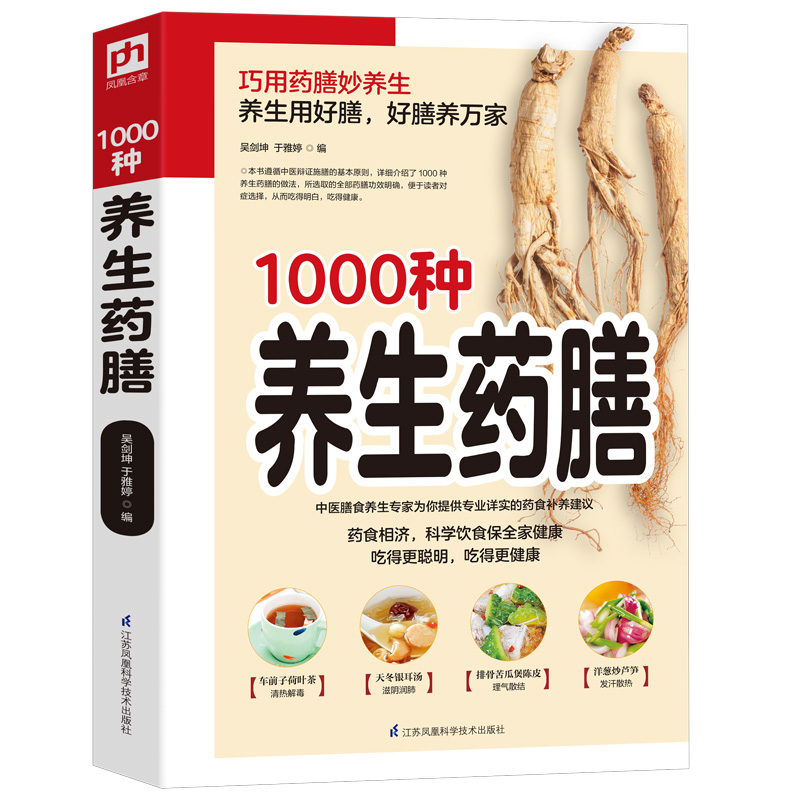 ph
凤凰含章
1000
种
养生药膳
吴剑坤 于雅婷 ◎ 编
江苏凤凰科学技术出版社
巧用药膳妙养生
养生用好膳，好膳养万家
吴剑坤 于雅婷 ◎ 编
◎本书遵循中医辩证施膳的基本原则，详细介绍了 1000 种
养生药膳的做法，所选取的全部药膳功效明确，便于读者对
症选择，从而吃得明白，吃得健康。
1000种
养生药膳
中医膳食养生专家为你提供专业详实的药食补养建议
药食相济，科学饮食保全家健康
吃得更聪明，吃得更健康
【车前子荷叶茶】
清热解毒
【天冬银耳汤】
滋阴润肺
【排骨苦瓜煲陈皮】
理气散结
【洋葱炒芦笋】
发汗散热
江苏凤凰科学技术出版社